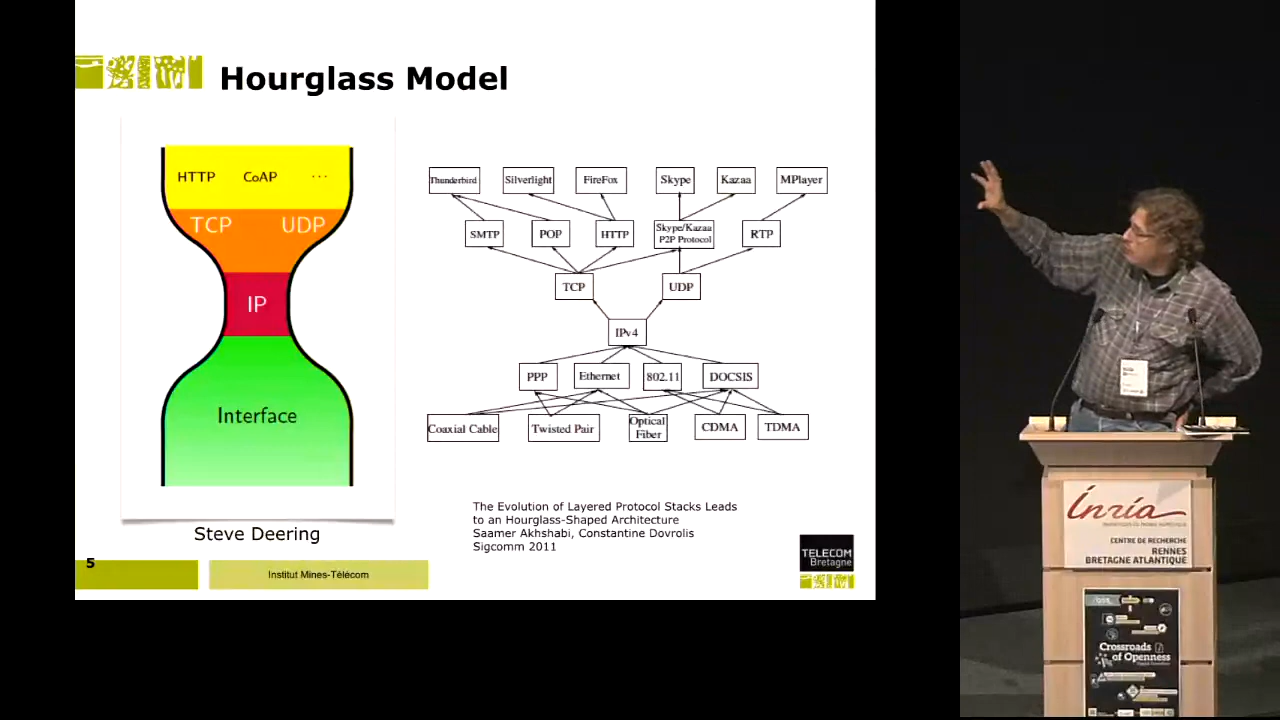 Hourglass Model
HTTP CoAP ...
TCP UDP
IP
Interface
Steve Deering
Thunderbird Silverlight FireFox Skype Kazaa MPlayer
SMTP POP HTTP Skype/Kazaa P2P Protocol RTP
TCP UDP
IPv4
PPP Ethernet 802.11 DOCSIS
Coaxial Cable Twisted Pair Optical Fiber CDMA TDMA
The Evolution of Layered Protocol Stacks Leads
to an Hourglass-Shaped Architecture
Saamer Akhshabi, Constantine Dovrolis
Sigcomm 2011
5
Institut Mines-Télécom
TELECOM
Bretagne
Inria
CENTRE DE RECHERCHE
RENNES
BRETAGNE ATLANTIQUE
Crossroads
of Openness